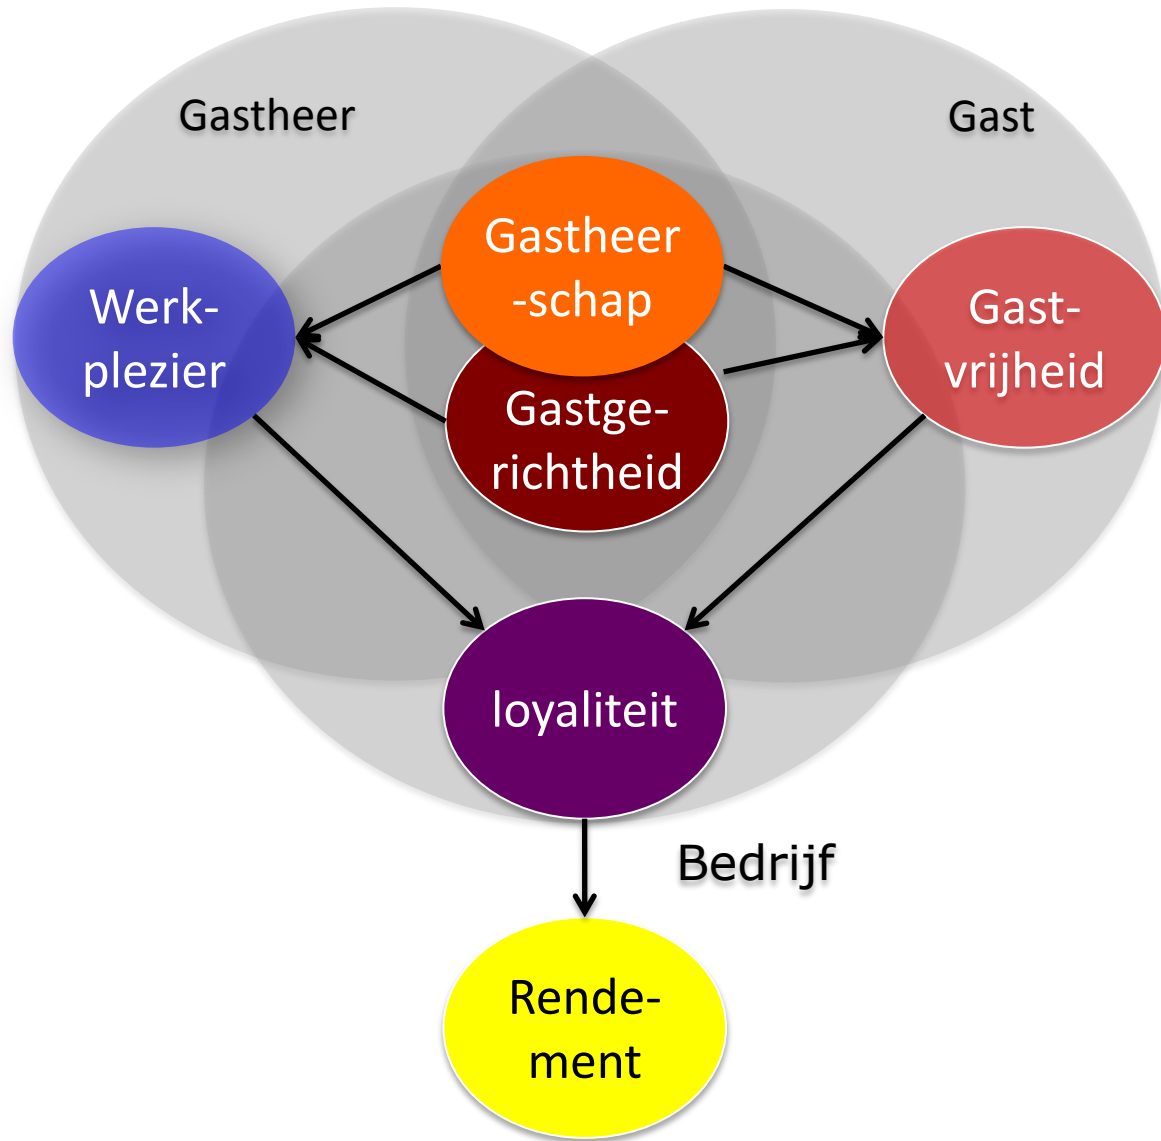 Gastheer
Gast
Gastheer
-schap
Werk-
plezier
Gast-
vrijheid
Gastge-
richtheid
loyaliteit
Bedrijf
Rende-
ment